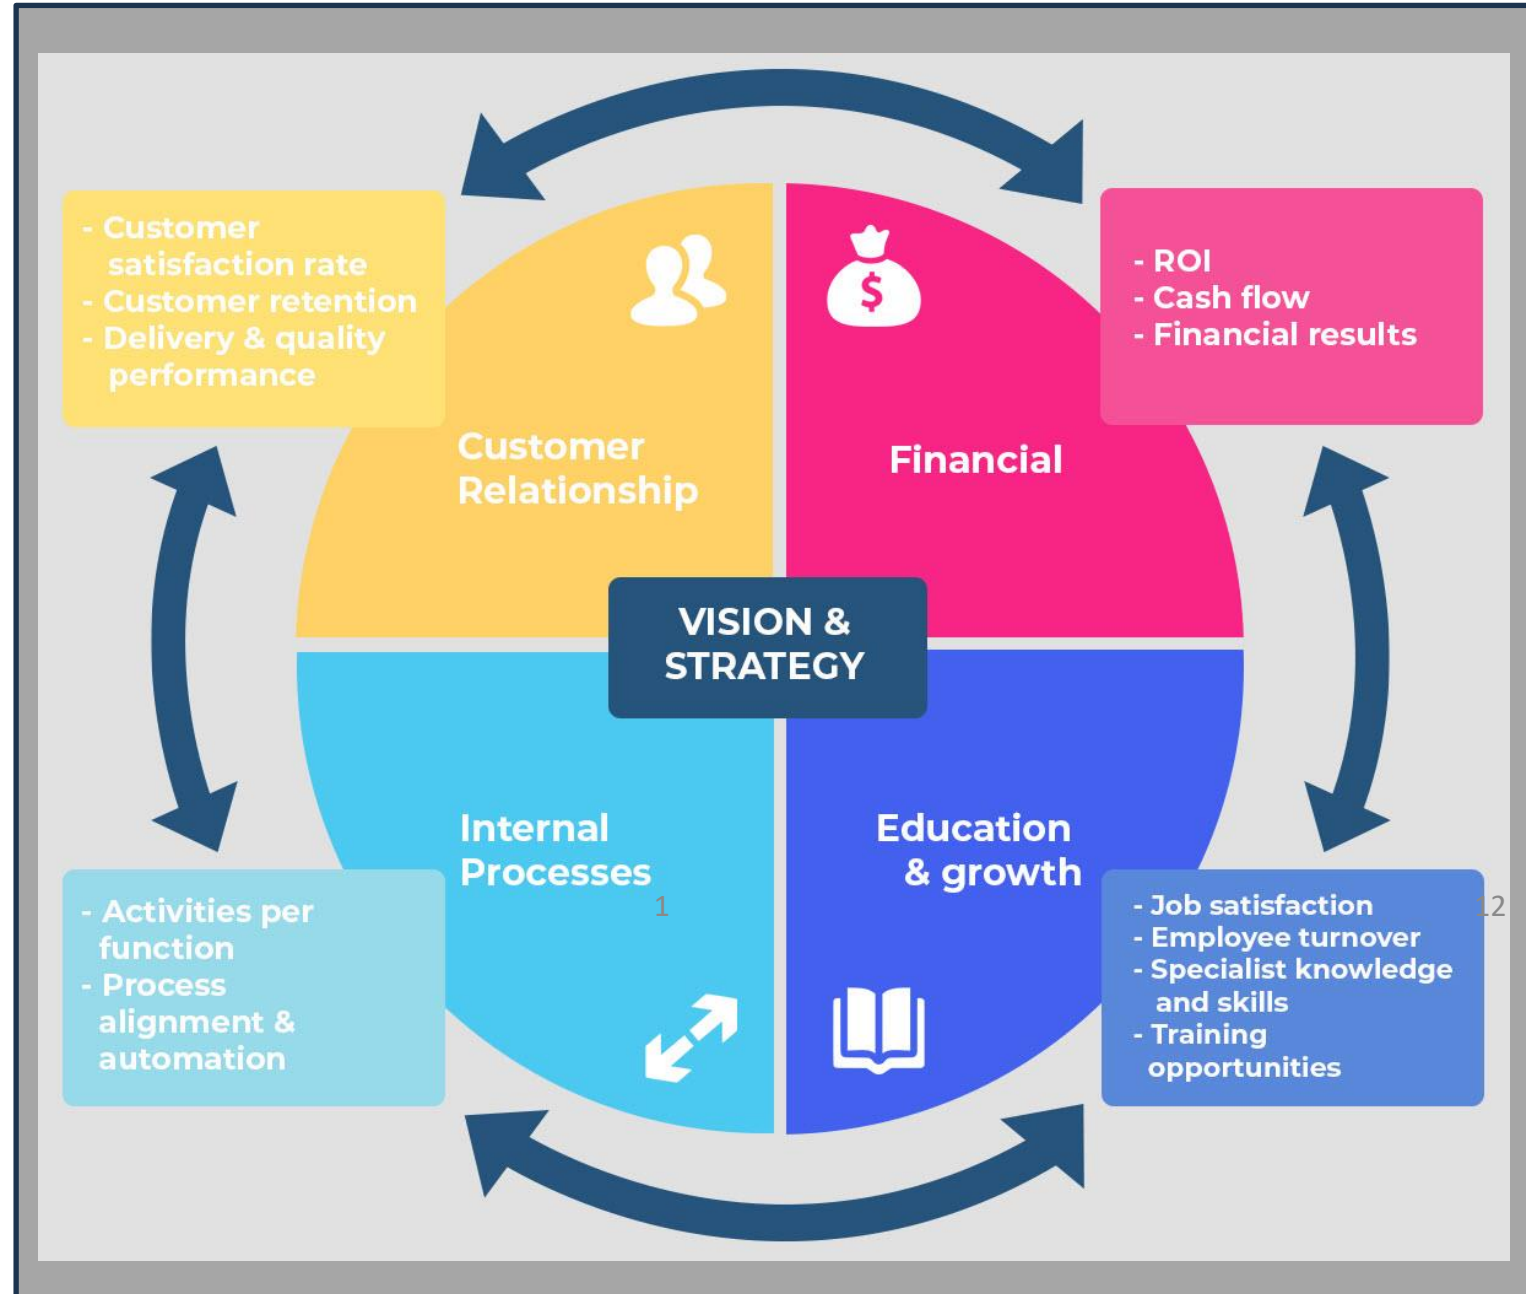 - Customer
satisfaction rate
- Customer retention
- Delivery & quality
performance
Customer
Relationship
$
Financial
- ROI
- Cash flow
- Financial results
VISION &
STRATEGY
- Activities per
function
- Process
alignment &
automation
Internal
Processes
1
Education
& growth
- Job satisfaction
- Employee turnover
- Specialist knowledge
and skills
- Training
opportunities
12